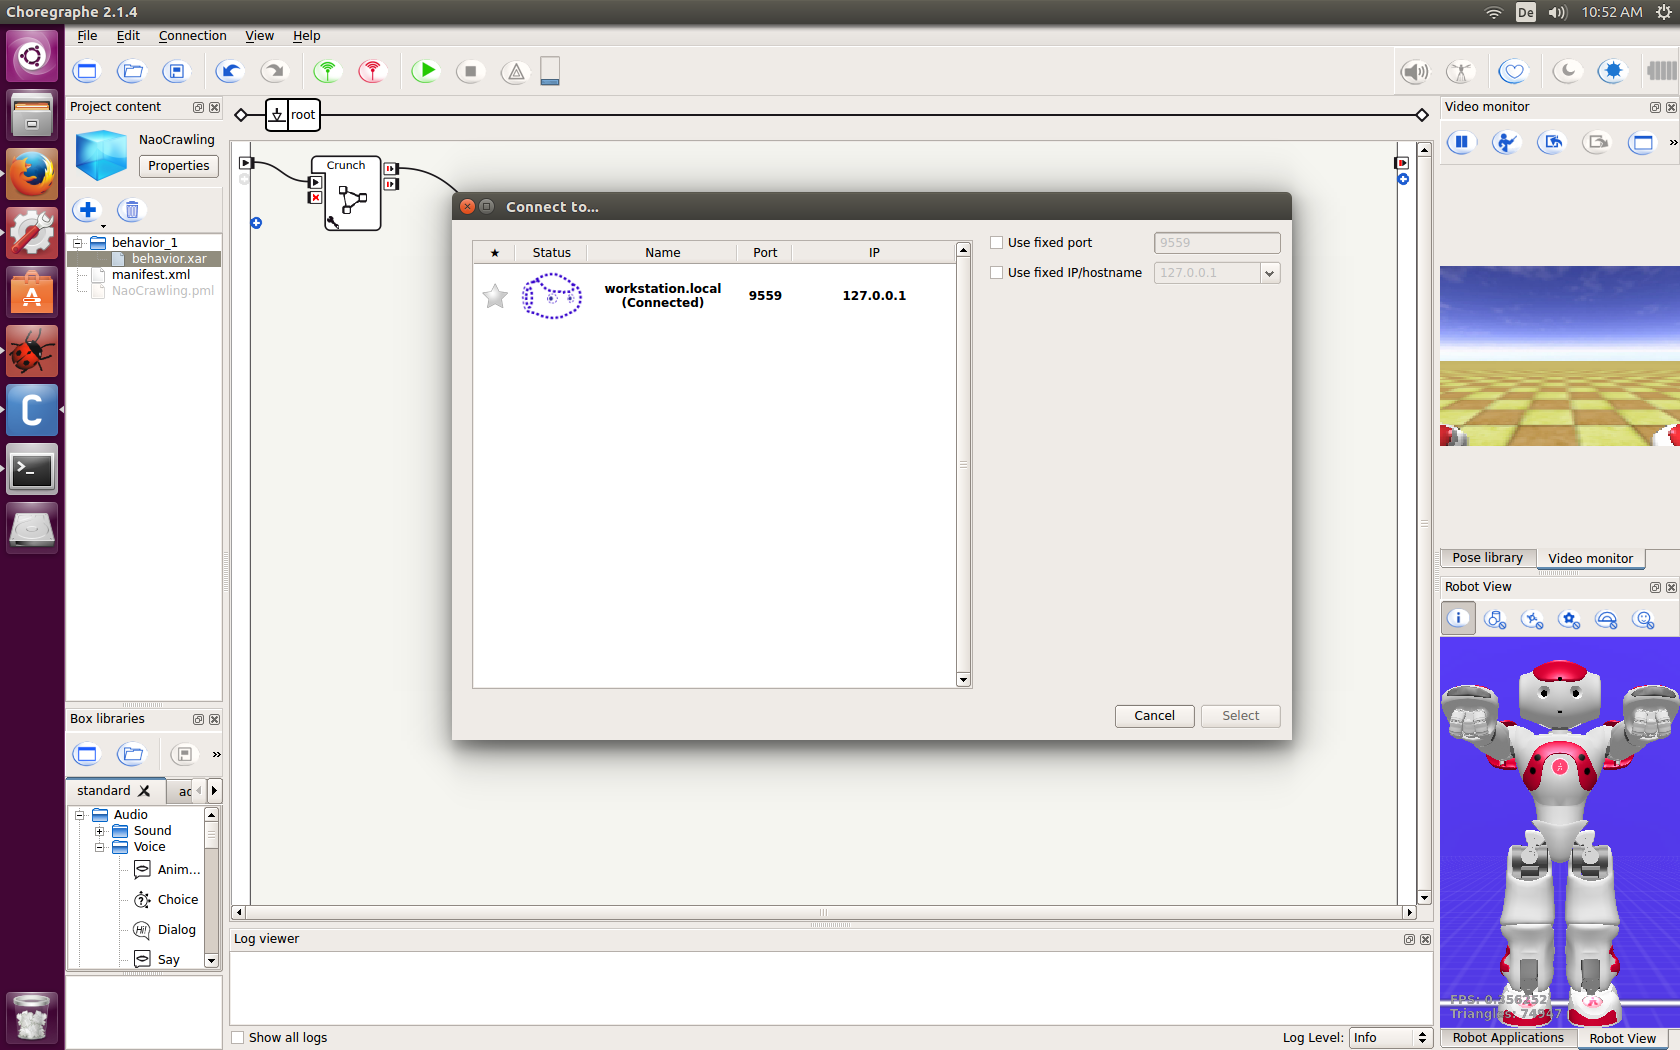 Choregraphe 2.1.4
De
10:52 AM
File Edit Connection View Help
Project content
NaoCrawling
Properties
behavior_1
behavior.xar
manifest.xml
NaoCrawling.pml
root
Crunch
Connect to...
★ Status Name Port IP
workstation.local
(Connected)
9559
127.0.0.1
Use fixed port
9559
Use fixed IP/hostname
127.0.0.1
Cancel
Select
Video monitor
Pose library
Video monitor
Robot View
FPS: 0.356252
Triangles: 74947
Robot Applications
Robot View
Box libraries
standard
ac
Audio
Sound
Voice
Anim...
Choice
Hi!
Dialog
Say
Log viewer
Show all logs
Log Level:
Info